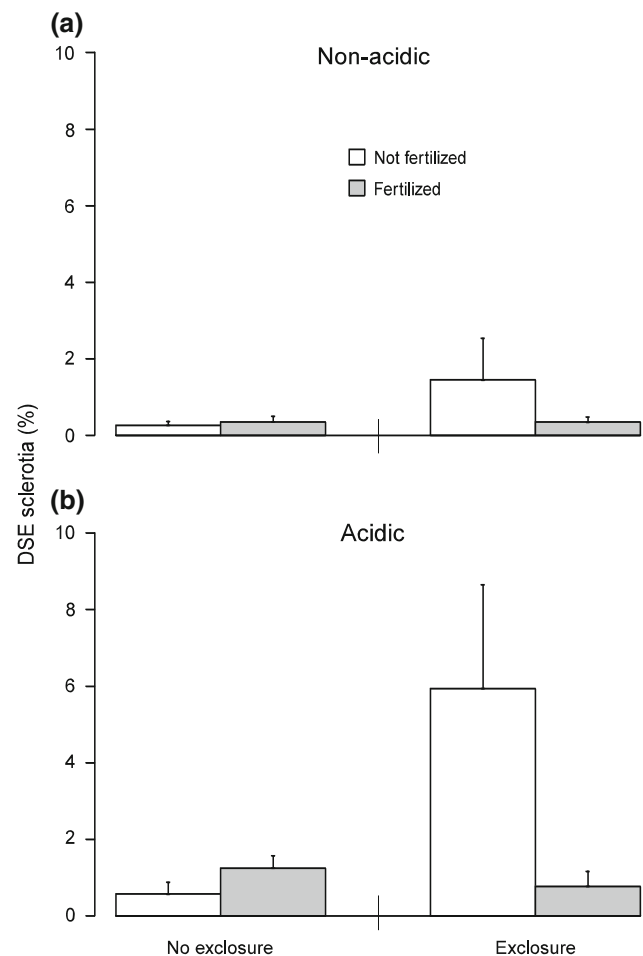 (a)
Non-acidic
10
8
6
4
2
0
Not fertilized
Fertilized
DSE sclerotia (%)
(b)
Acidic
10
8
6
4
2
0
No exclosure
Exclosure